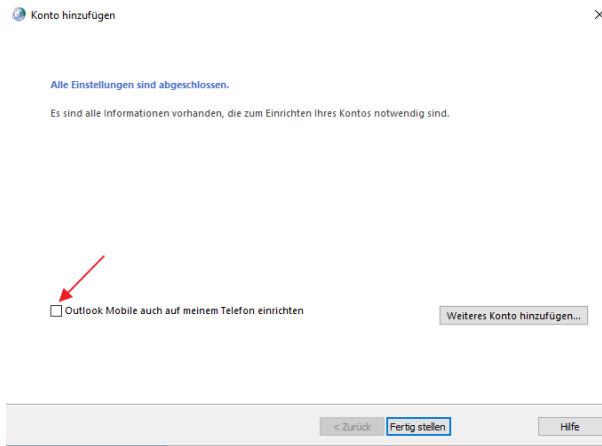 Konto hinzufügen
Alle Einstellungen sind abgeschlossen.
Es sind alle Informationen vorhanden, die zum Einrichten Ihres Kontos notwendig sind.
Outlook Mobile auch auf meinem Telefon einrichten
Weiteres Konto hinzufügen...
< Zurück
Fertig stellen
Hilfe